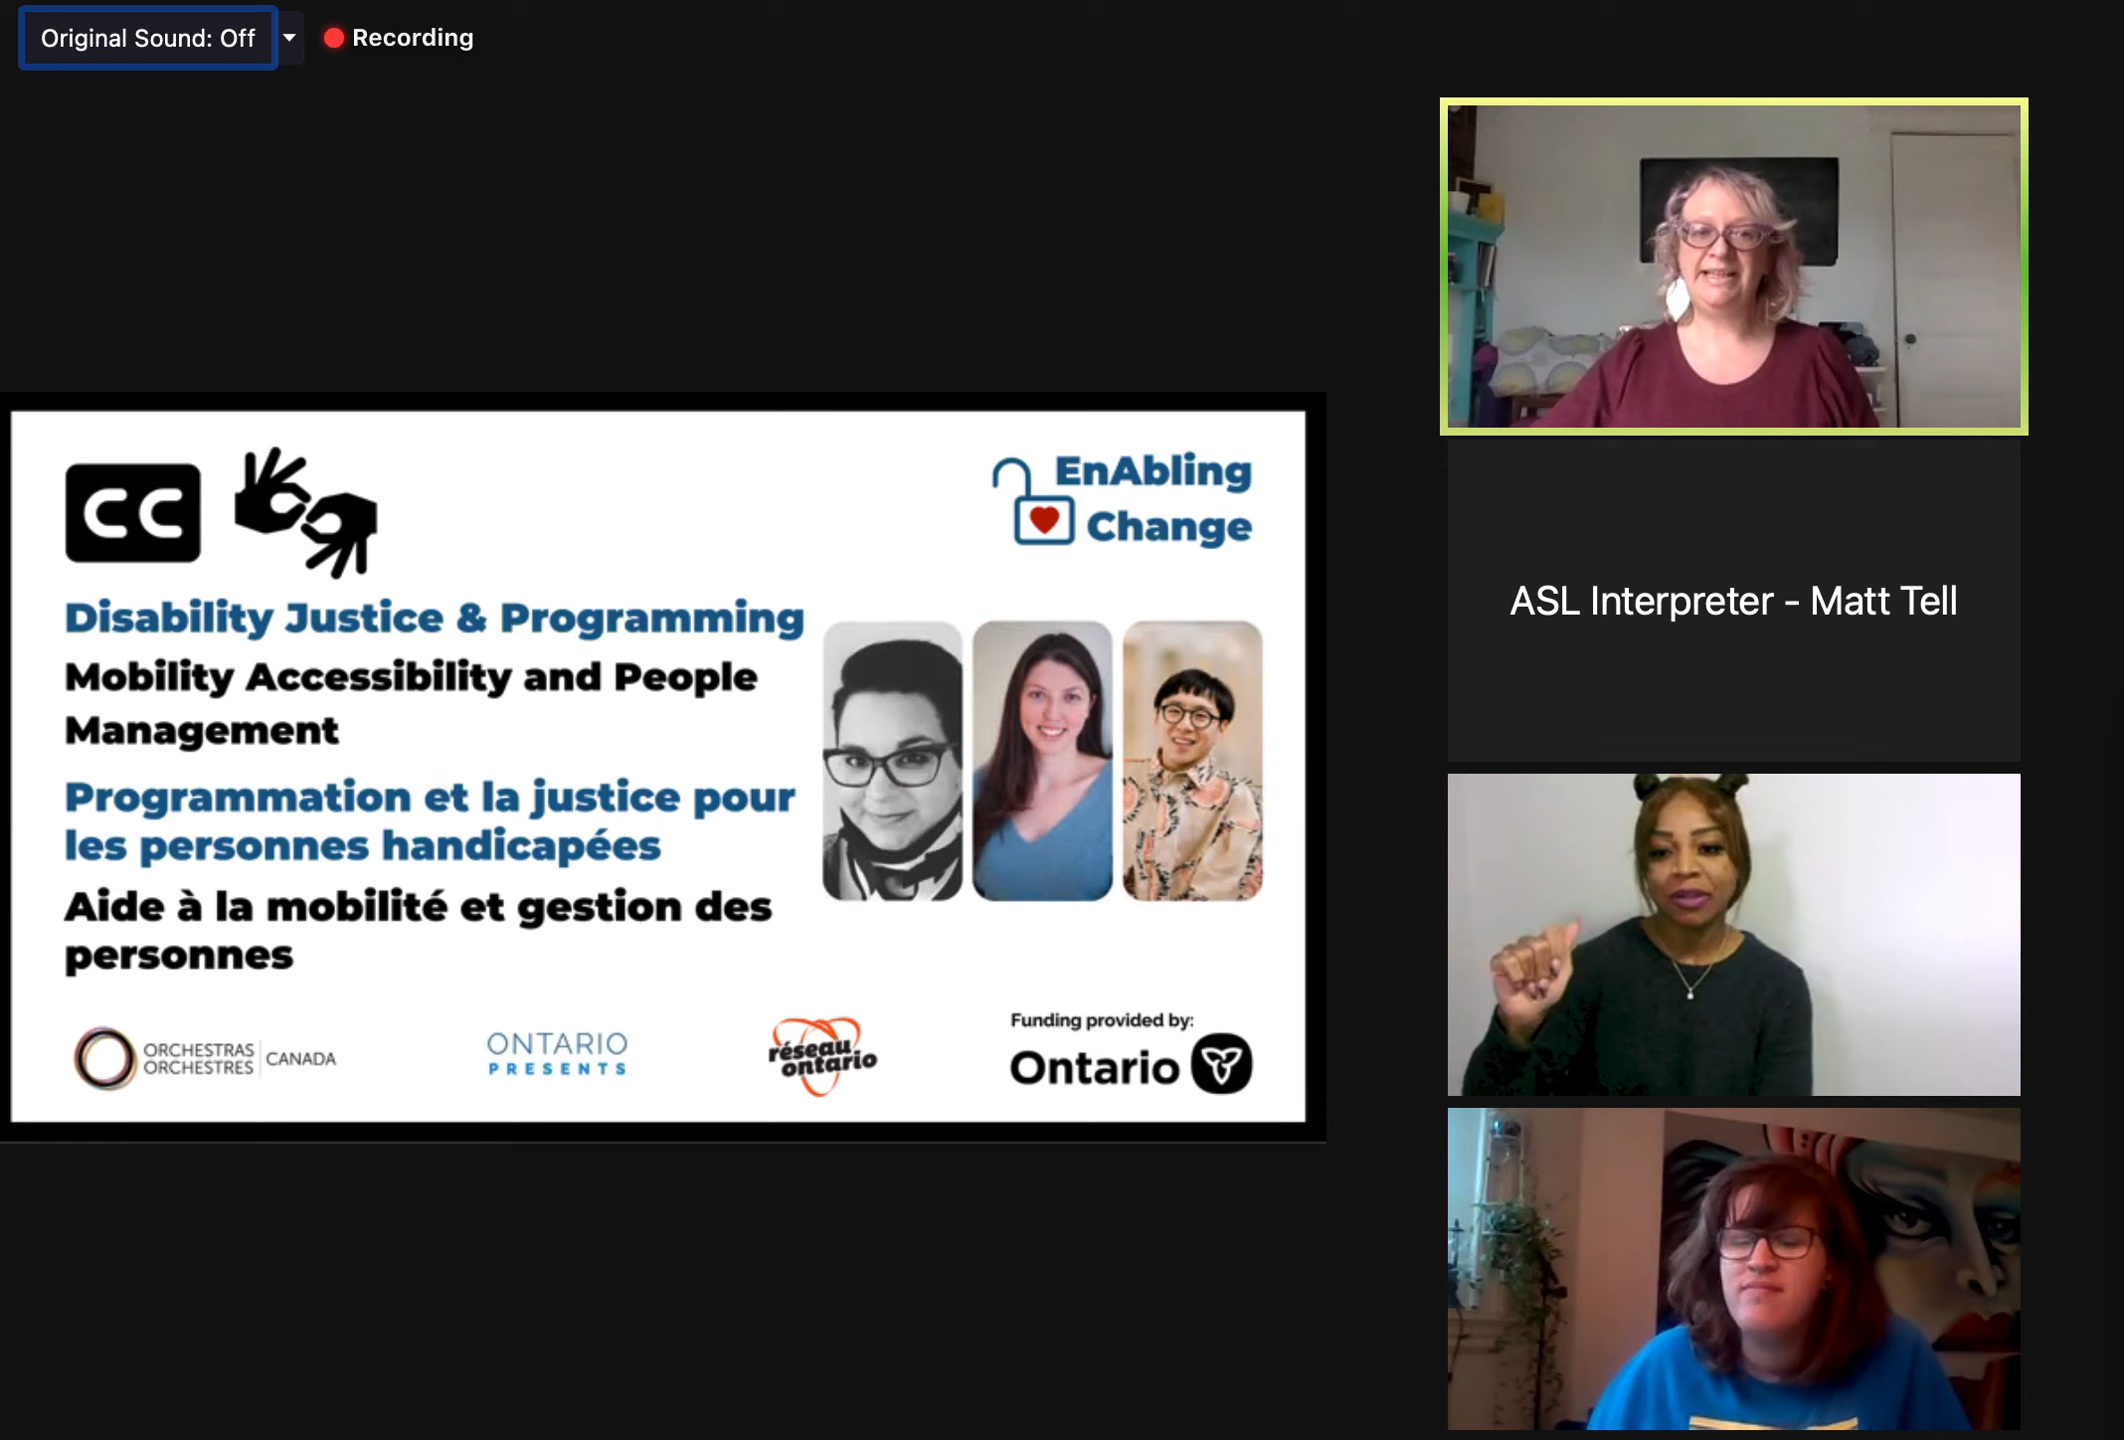 Original Sound: Off
Recording
CC
EnAbling
Change
Disability Justice & Programming
Mobility Accessibility and People
Management
Programmation et la justice pour
les personnes handicapées
Aide à la mobilité et gestion des
personnes
ORCHESTRAS
ORCHESTRES
CANADA
ONTARIO
PRESENTS
réseau
ontario
Funding provided by:
Ontario
ASL Interpreter - Matt Tell